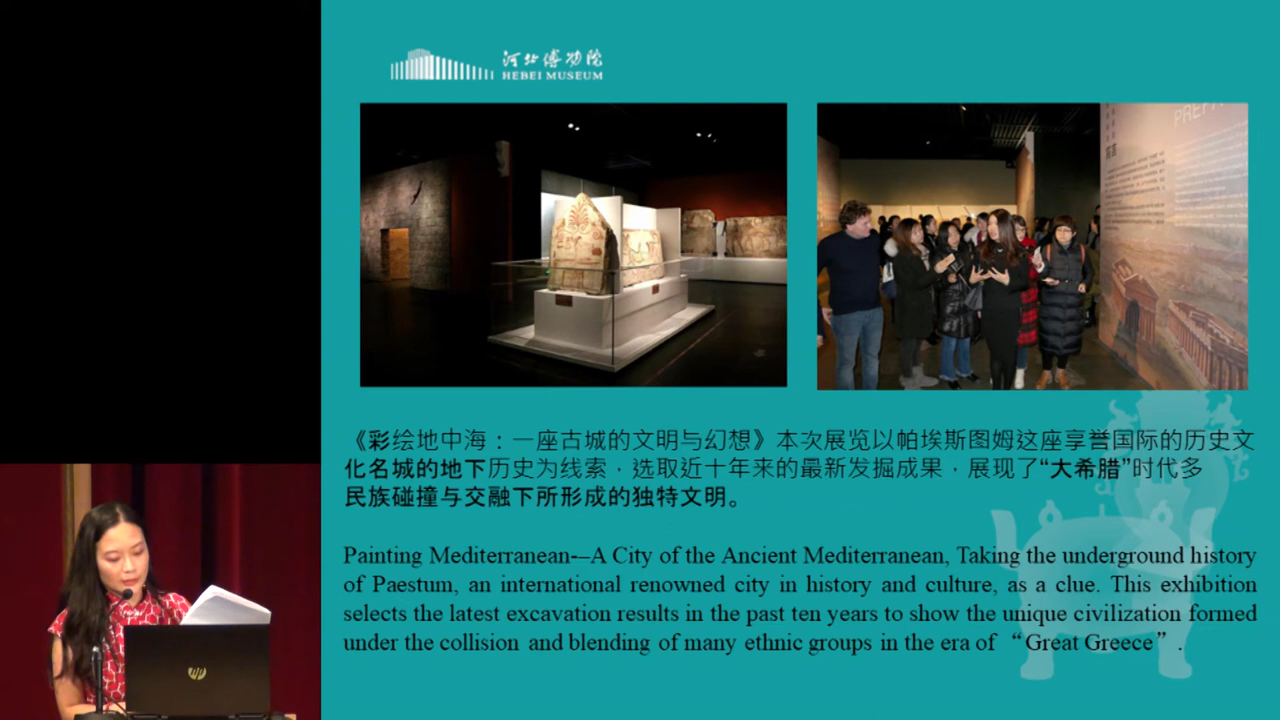 河北博物院
HEBEI MUSEUM
前言
《彩绘地中海：一座古城的文明与幻想》本次展览以帕埃斯图姆这座享誉国际的历史文
化名城的地下历史为线索，选取近十年来的最新发掘成果，展现了“大希腊”时代多
民族碰撞与交融下所形成的独特文明。
Painting Mediterranean-–A City of the Ancient Mediterranean, Taking the underground history
of Paestum, an international renowned city in history and culture, as a clue. This exhibition
selects the latest excavation results in the past ten years to show the unique civilization formed
under the collision and blending of many ethnic groups in the era of “Great Greece”.
hp